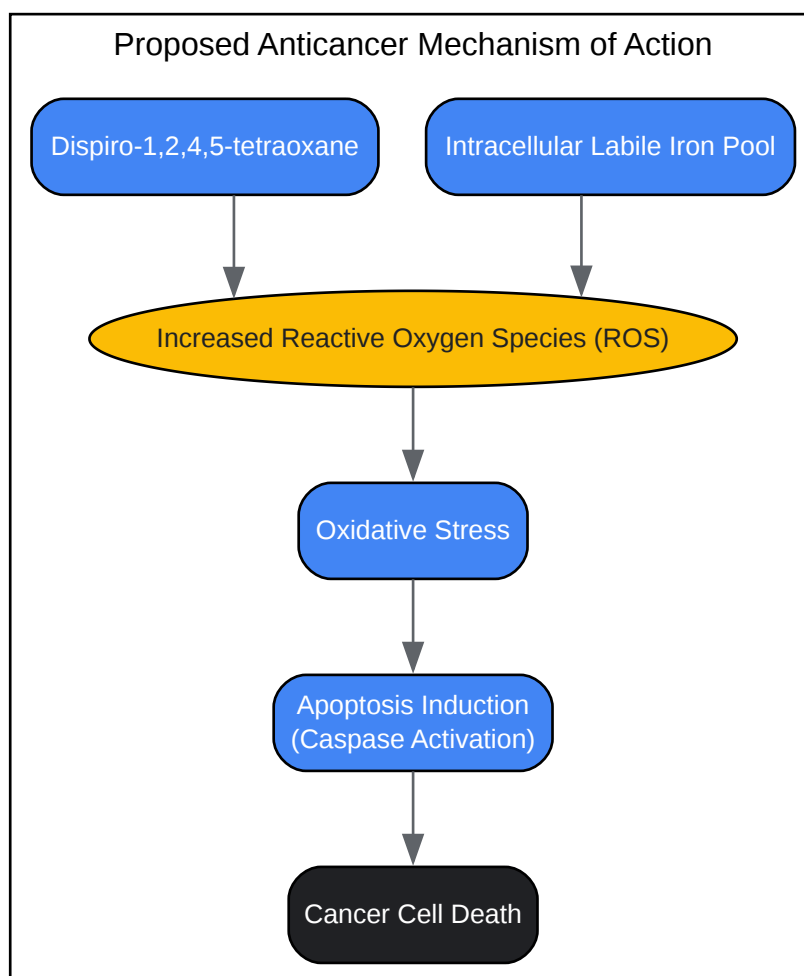 Proposed Anticancer Mechanism of Action
Dispiro-1,2,4,5-tetraoxane
Intracellular Labile Iron Pool
Increased Reactive Oxygen Species (ROS)
Oxidative Stress
Apoptosis Induction
(Caspase Activation)
Cancer Cell Death